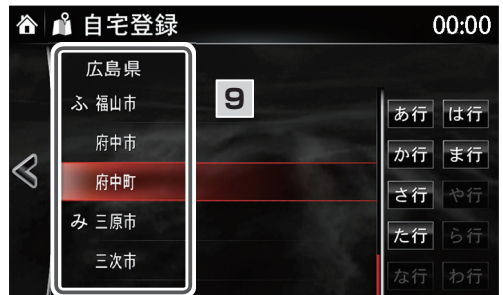 自宅登録 00:00
広島県
ふ 福山市
9
府中市
府中町
み 三原市
三次市
あ行 は行
か行 ま行
さ行 や行
た行 ら行
な行 わ行